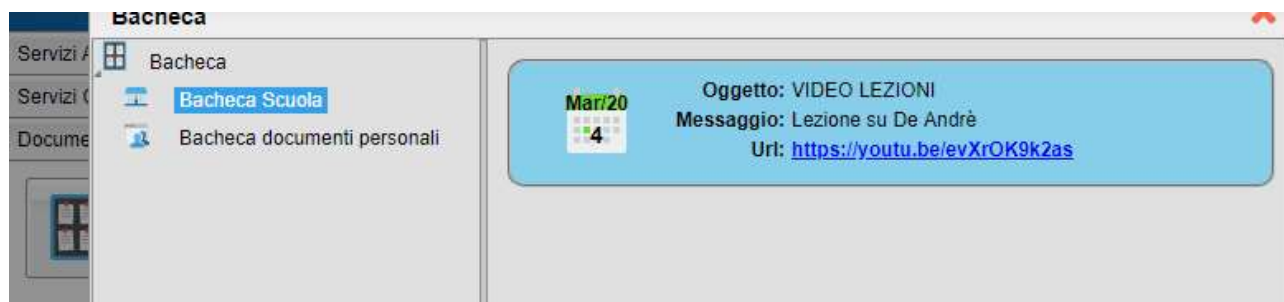 Bacheca
Servizi
Bacheca
Servizi
Bacheca Scuola
Docume
Bacheca documenti personali
Mar/20
4
Oggetto: VIDEO LEZIONI
Messaggio: Lezione su De Andrè
Url: https://youtu.be/evXrOK9k2as